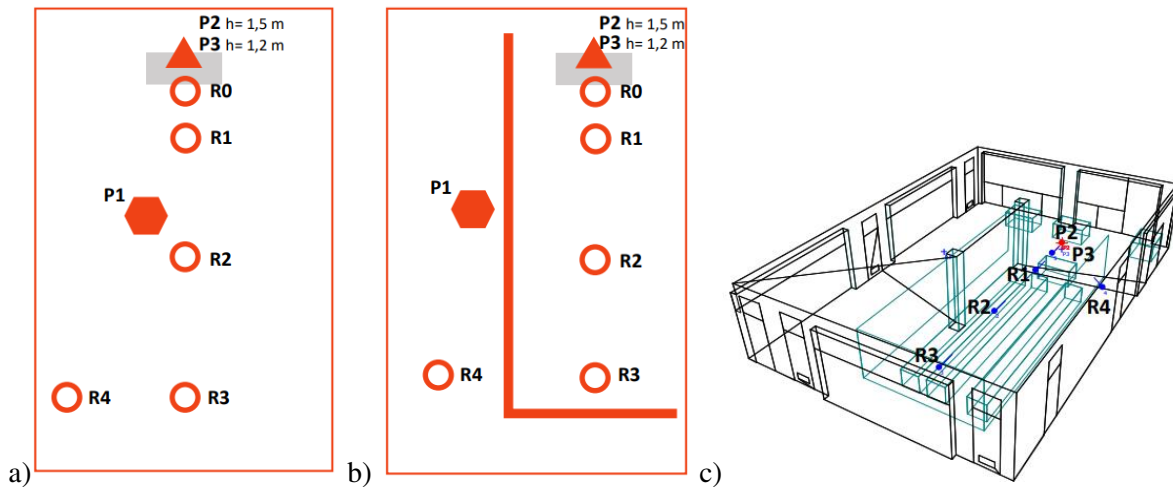 P2 h= 1,5 m
P3 h= 1,2 m
R0
R1
P1
R2
R4
R3
a)
P2 h= 1,5 m
P3 h= 1,2 m
R0
R1
P1
R2
R4
R3
b)
P2
P3
R1
R4
R2
R3
c)